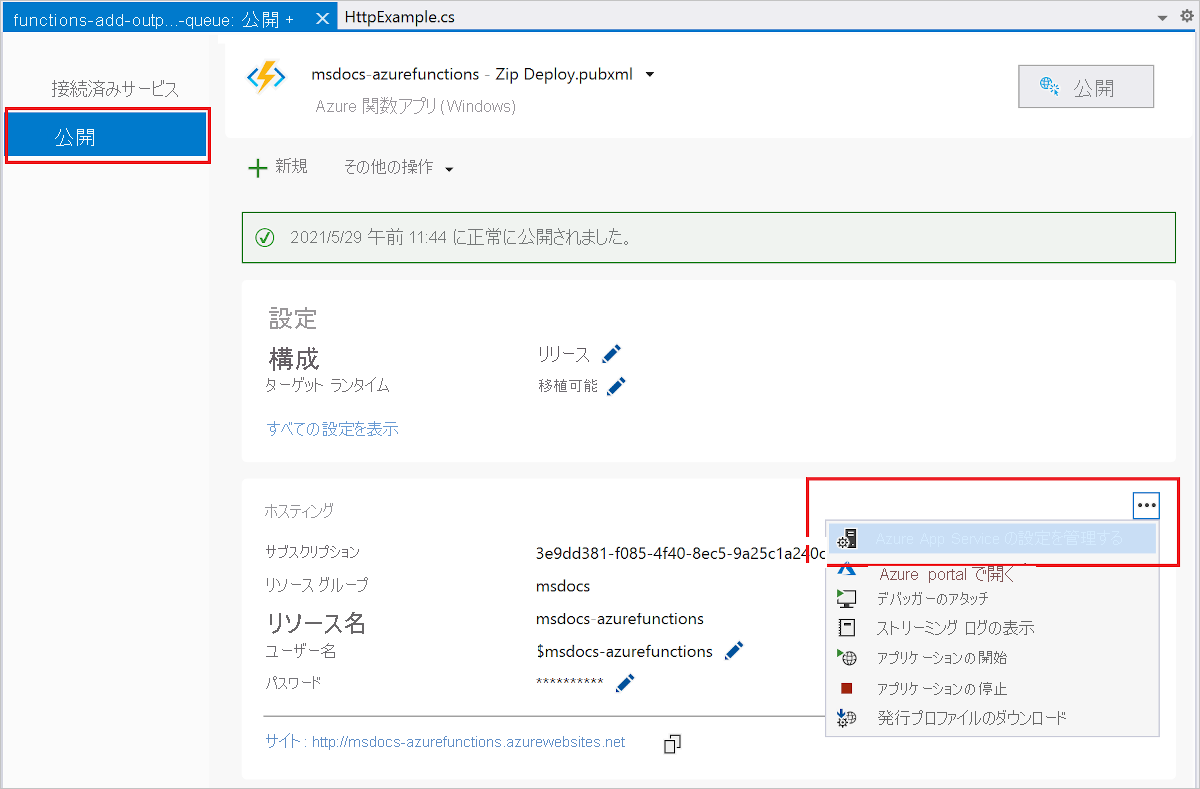 functions-add-outp...-queue: 公開 +
HttpExample.cs
接続済みサービス
公開
msdocs-azurefunctions - Zip Deploy.pubxml
Azure 関数アプリ (Windows)
公開
新規
その他の操作
2021/5/29 午前 11:44 に正常に公開されました。
設定
構成
リリース
ターゲット ランタイム
移植可能
すべての設定を表示
ホスティング
サブスクリプション
3e9dd381-f085-4f40-8ec5-9a25c1a240c
リソース グループ
msdocs
リソース名
msdocs-azurefunctions
ユーザー名
$msdocs-azurefunctions
パスワード
**********
サイト: http://msdocs-azurefunctions.azurewebsites.net
Azure App Service の設定を管理する
Azure portal で開く
デバッガーのアタッチ
ストリーミング ログの表示
アプリケーションの開始
アプリケーションの停止
発行プロファイルのダウンロード